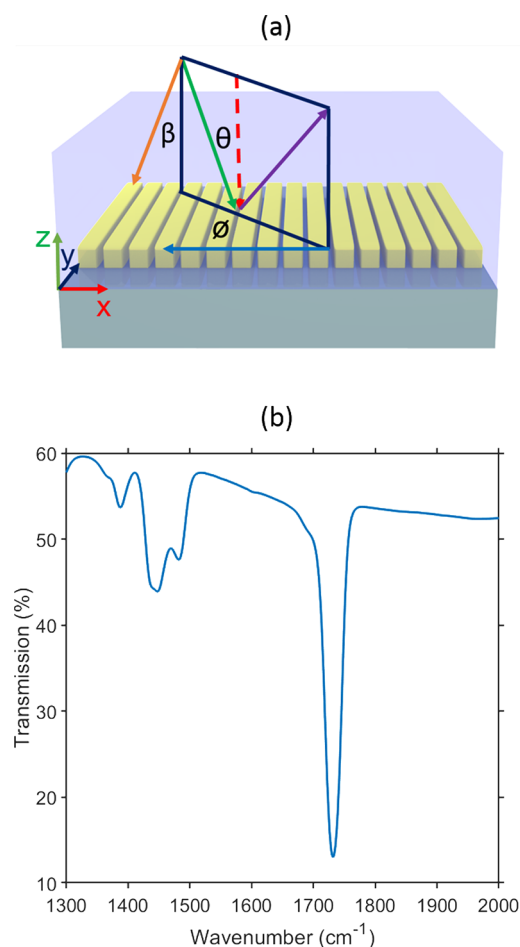 (a)
β
θ
Ø
z
y
x
(b)
60
50
40
30
20
10
Transmission (%)
1300 1400 1500 1600 1700 1800 1900 2000
Wavenumber (cm⁻¹)